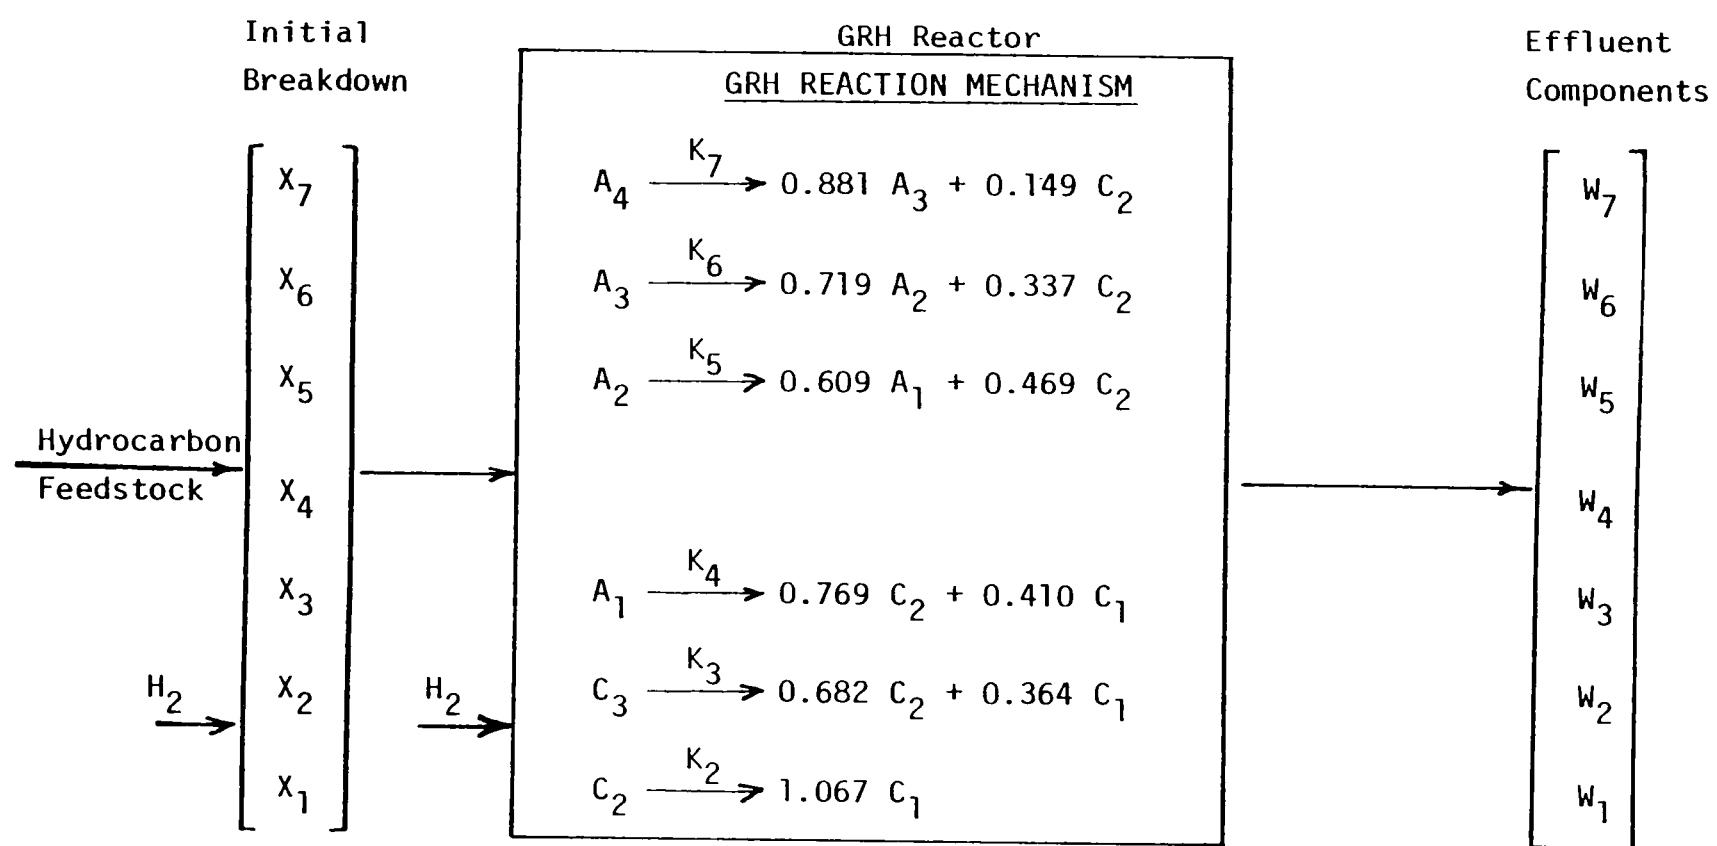 Initial
Breakdown
GRH Reactor
GRH REACTION MECHANISM
Effluent
Components
X₇
X₆
X₅
X₄
X₃
X₂
X₁
Hydrocarbon
Feedstock
H₂
H₂
K₇
A₄ → 0.881 A₃ + 0.149 C₂
K₆
A₃ → 0.719 A₂ + 0.337 C₂
K₅
A₂ → 0.609 A₁ + 0.469 C₂
K₄
A₁ → 0.769 C₂ + 0.410 C₁
K₃
C₃ → 0.682 C₂ + 0.364 C₁
K₂
C₂ → 1.067 C₁
W₇
W₆
W₅
W₄
W₃
W₂
W₁